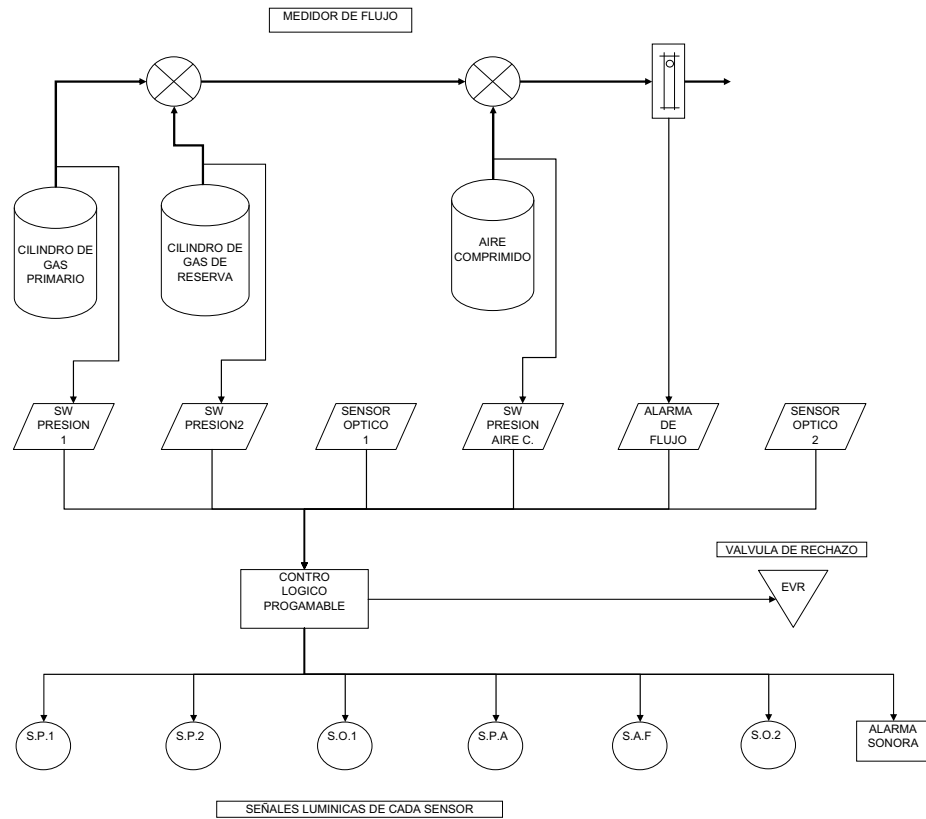 MEDIDOR DE FLUJO
CILINDRO DE
GAS
PRIMARIO
CILINDRO DE
GAS DE
RESERVA
AIRE
COMPRIMIDO
SW
PRESION
1
SW
PRESION2
SENSOR
OPTICO
1
SW
PRESION
AIRE C.
ALARMA
DE
FLUJO
SENSOR
OPTICO
2
VALVULA DE RECHAZO
CONTRO
LOGICO
PROGAMABLE
EVR
S.P.1
S.P.2
S.O.1
S.P.A
S.A.F
S.O.2
ALARMA
SONORA
SEÑALES LUMINICAS DE CADA SENSOR